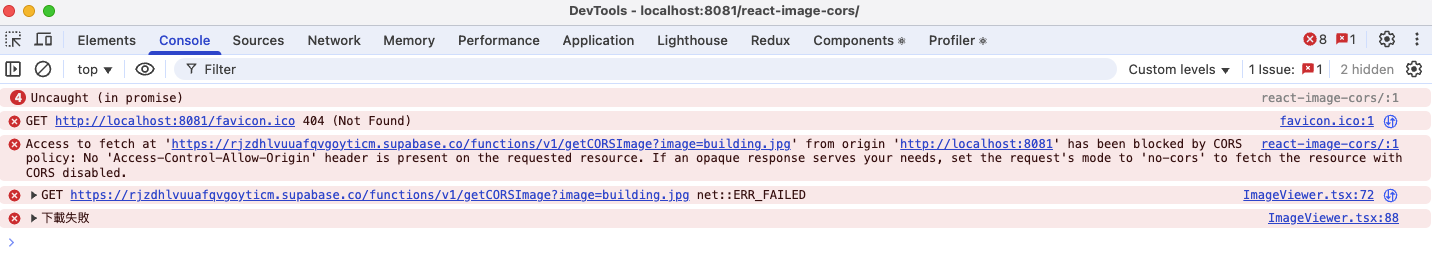 DevTools - localhost:8081/react-image-cors/
Elements Console Sources Network Memory Performance Application Lighthouse Redux Components Profiler 8 1
top Filter Custom levels 1 Issue: 1 2 hidden
4 Uncaught (in promise) react-image-cors/:1
GET http://localhost:8081/favicon.ico 404 (Not Found) favicon.ico:1
Access to fetch at 'https://rjzdhlvuuafqvgoyticm.supabase.co/functions/v1/getCORSImage?image=building.jpg' from origin 'http://localhost:8081' has been blocked by CORS react-image-cors/:1
policy: No 'Access-Control-Allow-Origin' header is present on the requested resource. If an opaque response serves your needs, set the request's mode to 'no-cors' to fetch the resource with
CORS disabled.
GET https://rjzdhlvuuafqvgoyticm.supabase.co/functions/v1/getCORSImage?image=building.jpg net::ERR_FAILED ImageViewer.tsx:72
下載失敗 ImageViewer.tsx:88